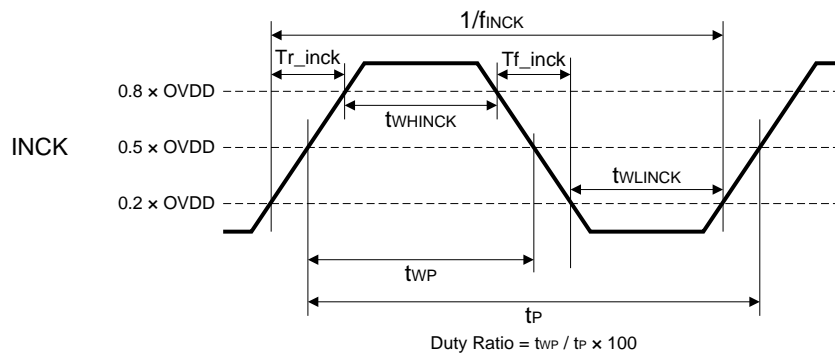 1/fINCK
Tr_inck
Tf_inck
0.8 × OVDD
tWHINCK
INCK
0.5 × OVDD
tWLINCK
0.2 × OVDD
tWP
tP
Duty Ratio = tWP / tP × 100